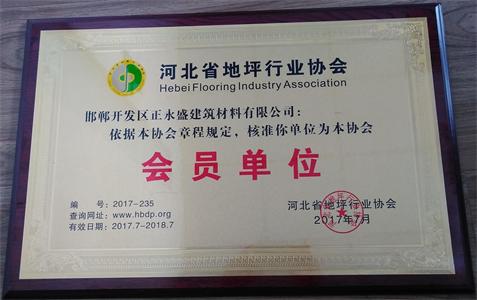 河北省地坪行业协会
Hebei Flooring Industry Association
邯郸开发区正永盛建筑材料有限公司：
依据本协会章程规定，核准你单位为本协会
会员单位
编　号：2017-235
查询网址：www.hbdp.org
有效日期：2017.7-2018.7
河北省地坪行业协会
2017年7月